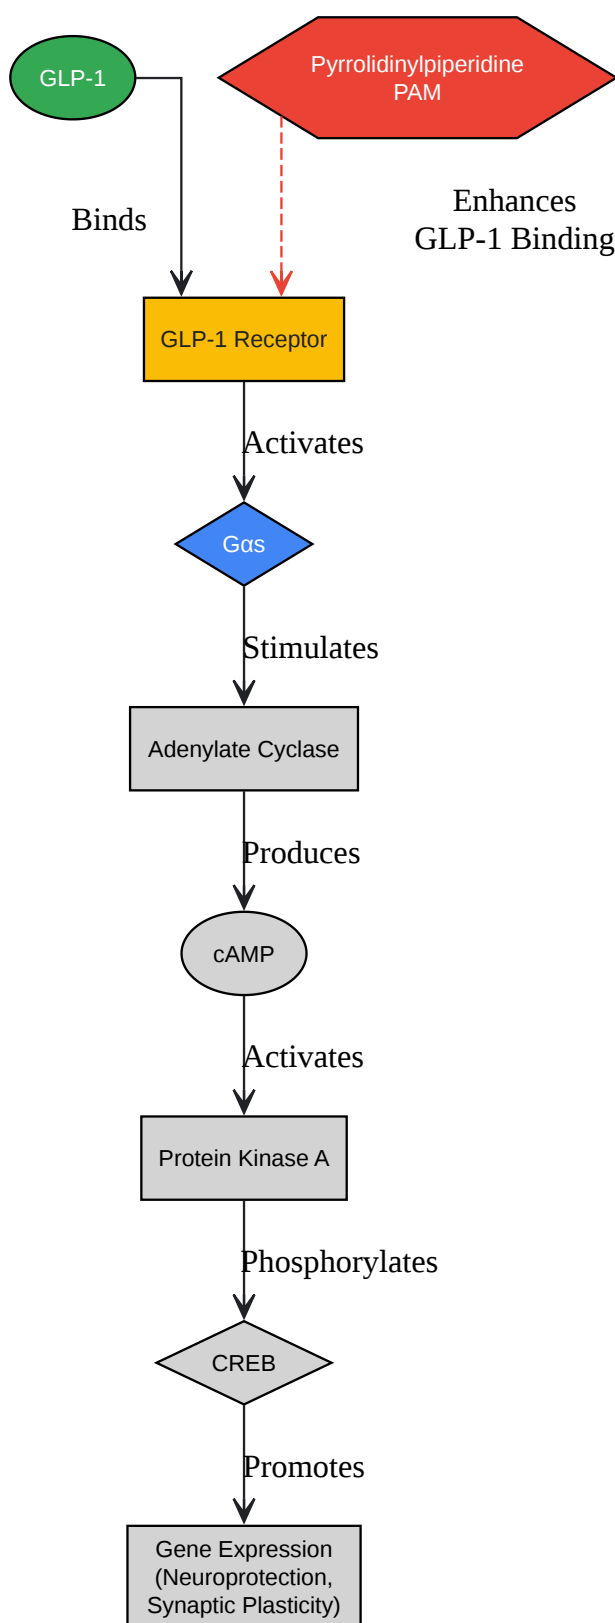 GLP-1
Pyrrolidinylpiperidine
PAM
Binds
Enhances
GLP-1 Binding
GLP-1 Receptor
Activates
Gαs
Stimulates
Adenylate Cyclase
Produces
cAMP
Activates
Protein Kinase A
Phosphorylates
CREB
Promotes
Gene Expression
(Neuroprotection,
Synaptic Plasticity)